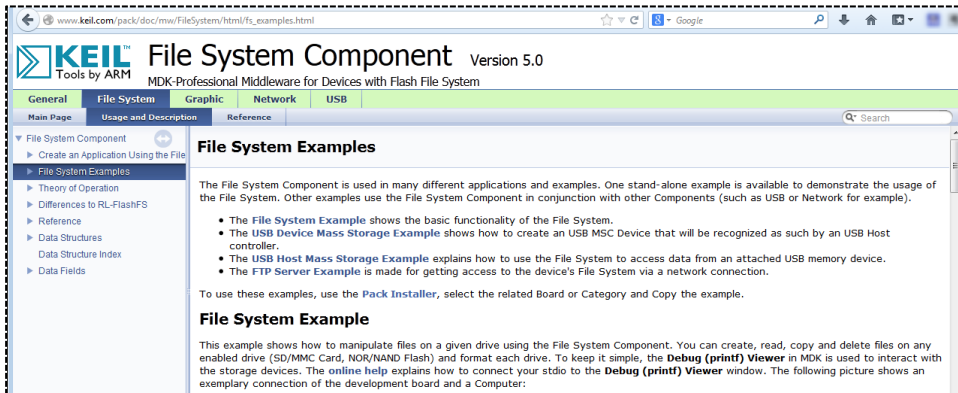 www.keil.com/pack/doc/mw/FileSystem/html/fs_examples.html
Google
KEIL™
Tools by ARM
File System Component Version 5.0
MDK-Professional Middleware for Devices with Flash File System
General File System Graphic Network USB
Main Page Usage and Description Reference
Search
File System Component
Create an Application Using the File
File System Examples
Theory of Operation
Differences to RL-FlashFS
Reference
Data Structures
Data Structure Index
Data Fields
File System Examples
The File System Component is used in many different applications and examples. One stand-alone example is available to demonstrate the usage of
the File System. Other examples use the File System Component in conjunction with other Components (such as USB or Network for example).
• The File System Example shows the basic functionality of the File System.
• The USB Device Mass Storage Example shows how to create an USB MSC Device that will be recognized as such by an USB Host
controller.
• The USB Host Mass Storage Example explains how to use the File System to access data from an attached USB memory device.
• The FTP Server Example is made for getting access to the device's File System via a network connection.
To use these examples, use the Pack Installer, select the related Board or Category and Copy the example.
File System Example
This example shows how to manipulate files on a given drive using the File System Component. You can create, read, copy and delete files on any
enabled drive (SD/MMC Card, NOR/NAND Flash) and format each drive. To keep it simple, the Debug (printf) Viewer in MDK is used to interact with
the storage devices. The online help explains how to connect your stdio to the Debug (printf) Viewer window. The following picture shows an
exemplary connection of the development board and a Computer: